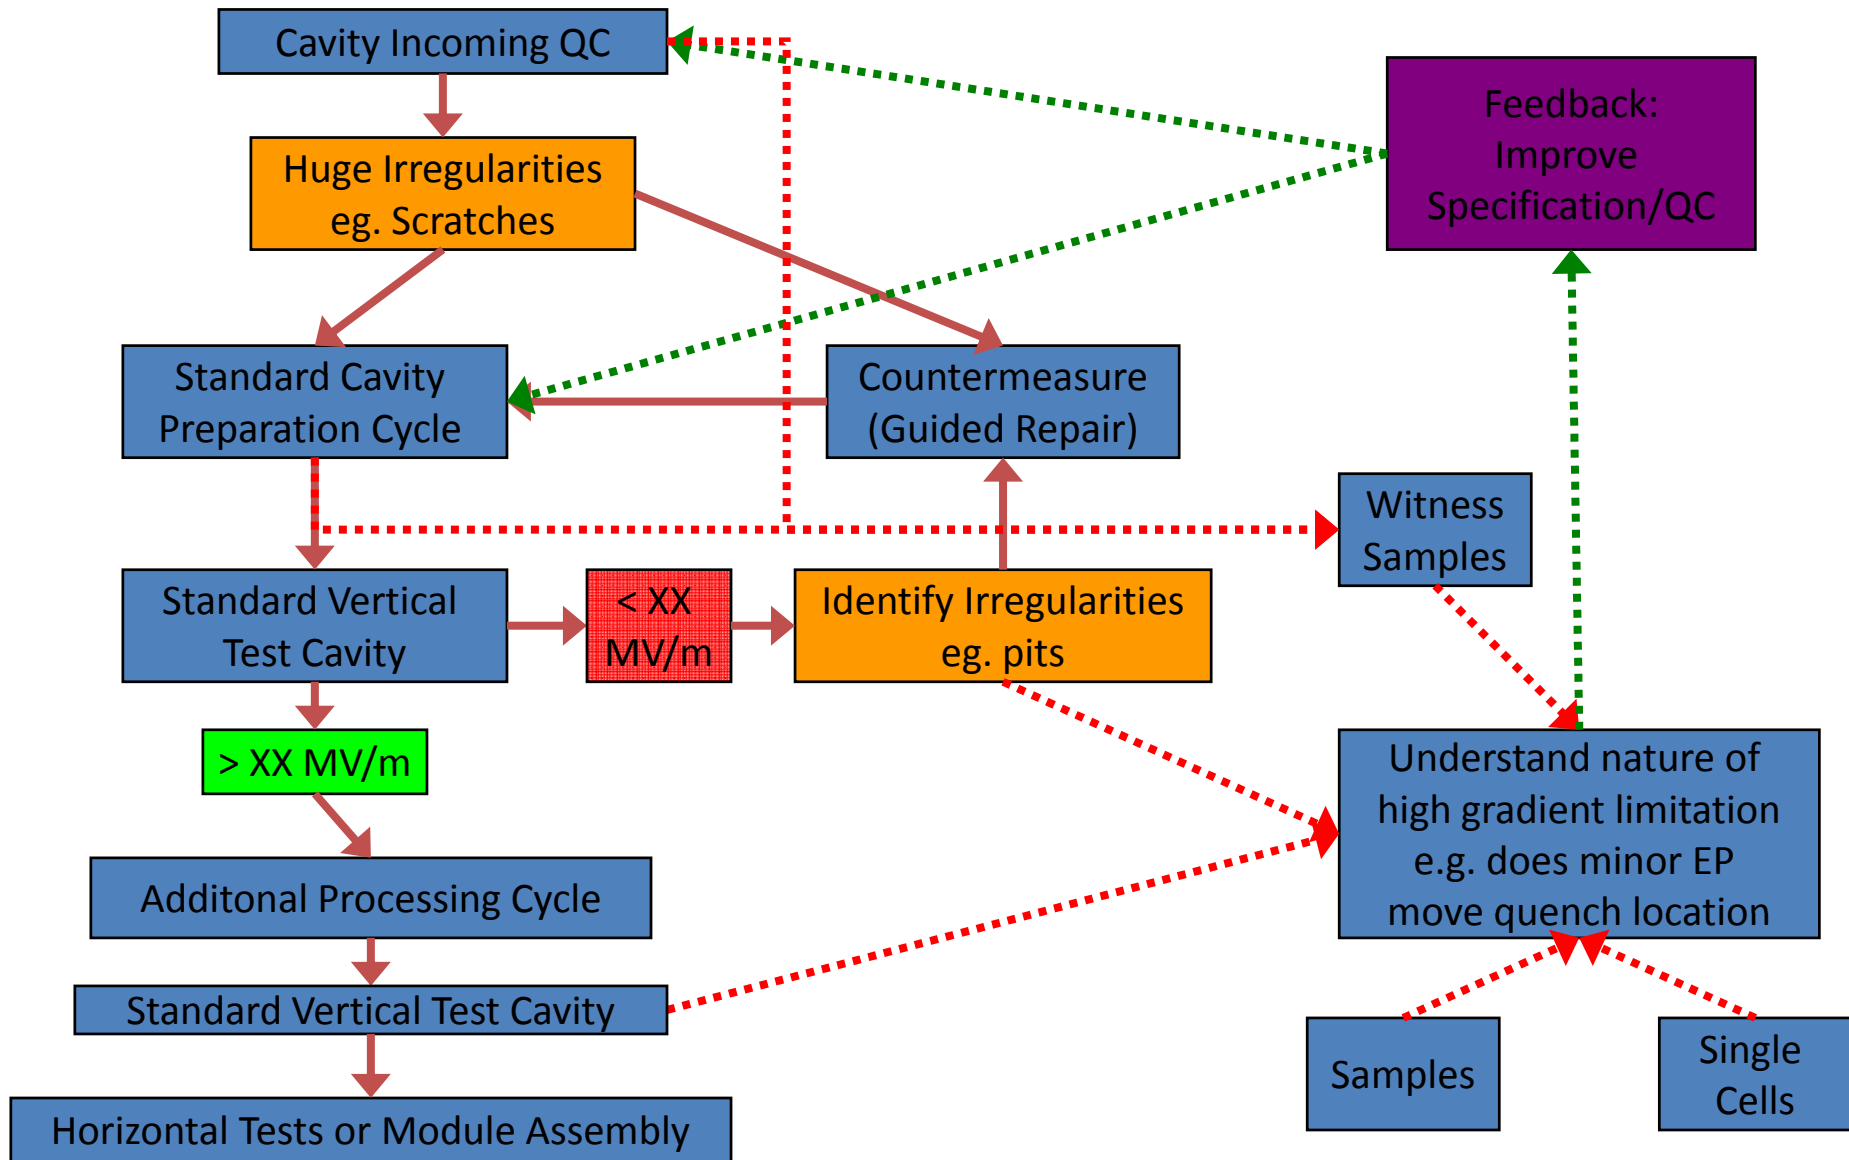 Cavity Incoming QC
Feedback:
Improve
Specification/QC
Huge Irregularities
eg. Scratches
Standard Cavity
Preparation Cycle
Countermeasure
(Guided Repair)
Witness
Samples
Standard Vertical
Test Cavity
< XX
MV/m
Identify Irregularities
eg. pits
> XX MV/m
Understand nature of
high gradient limitation
e.g. does minor EP
move quench location
Additonal Processing Cycle
Standard Vertical Test Cavity
Samples
Single
Cells
Horizontal Tests or Module Assembly